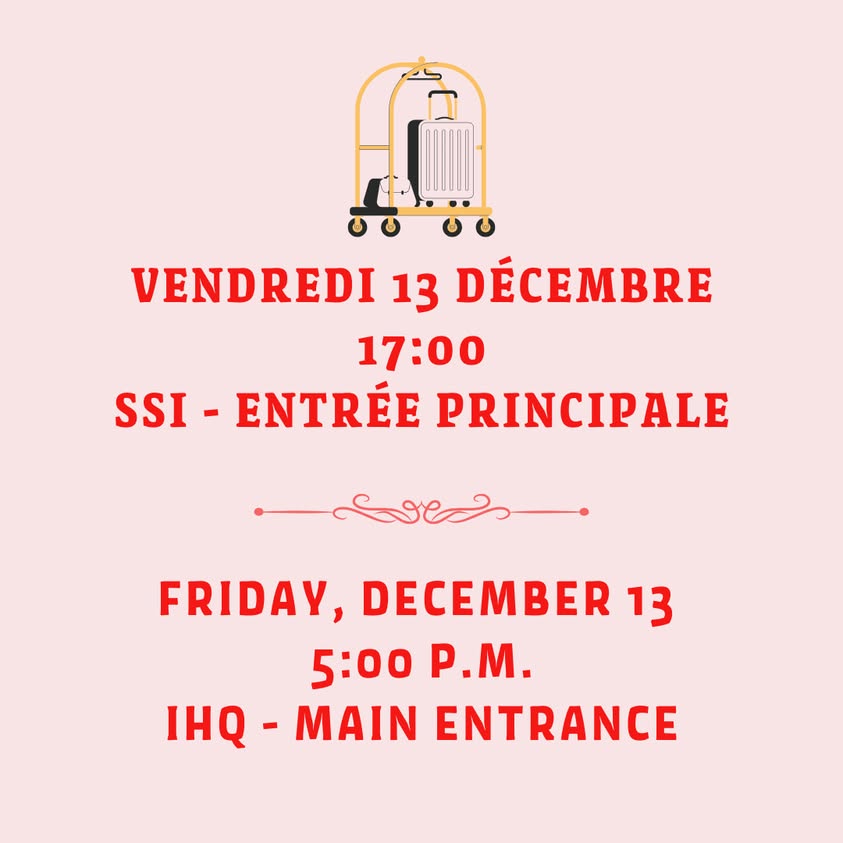 VENDREDI 13 DÉCEMBRE
17:00
SSI - ENTRÉE PRINCIPALE
FRIDAY, DECEMBER 13
5:00 P.M.
IHQ - MAIN ENTRANCE